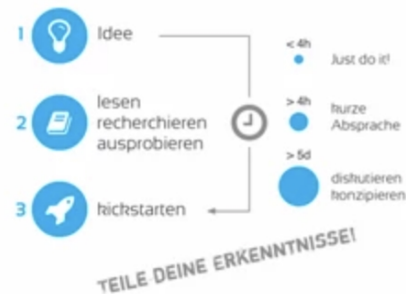 1 Idee
2 lesen
recherchieren
ausprobieren
3 kickstarten
< 4h
Just do it!
> 4h
kurze
Absprache
> 5d
diskutieren
konzipieren
TEILE DEINE ERKENNTNISSE!